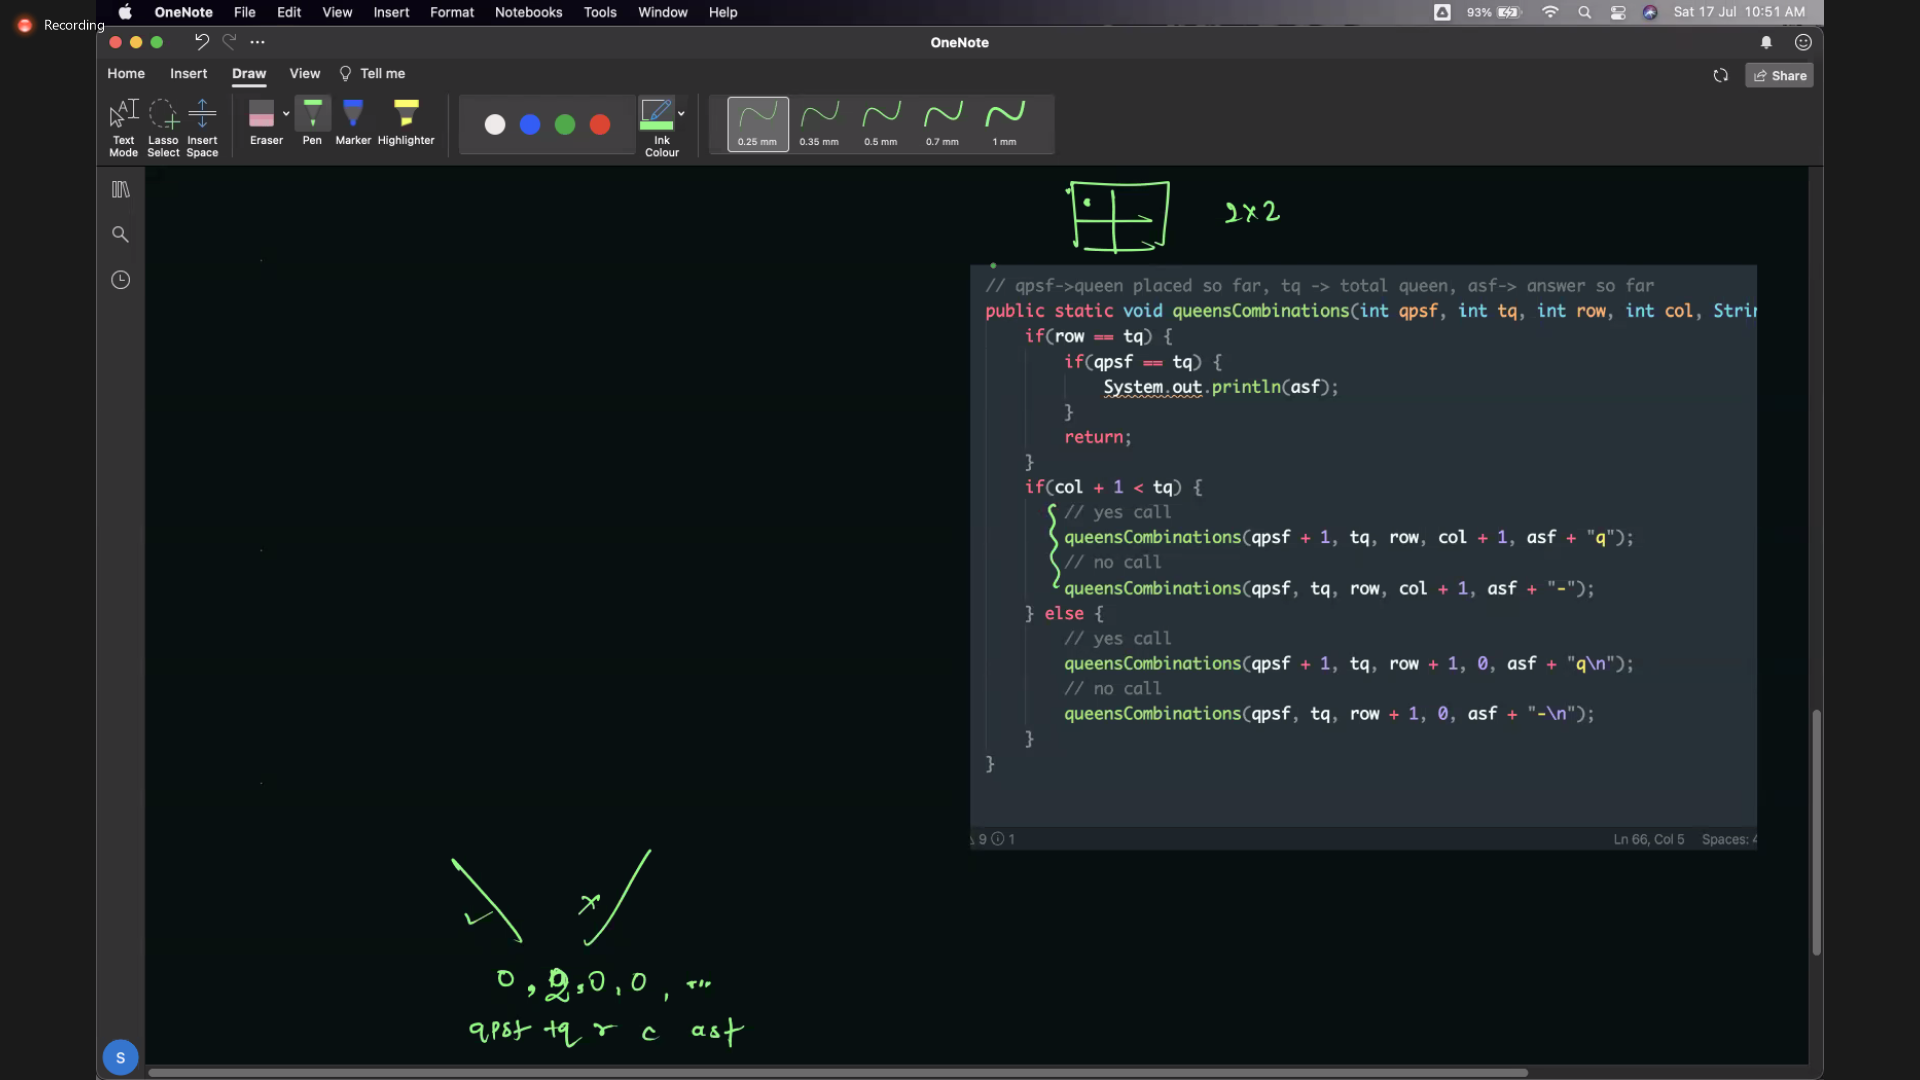 Recording
OneNote File Edit View Insert Format Notebooks Tools Window Help 93% Sat 17 Jul 10:51 AM
OneNote
Home Insert Draw View Tell me Share
Text Mode Lasso Select Insert Space Eraser Pen Marker Highlighter Ink Colour 0.25 mm 0.35 mm 0.5 mm 0.7 mm 1 mm
2x2
// qpsf->queen placed so far, tq -> total queen, asf-> answer so far
public static void queensCombinations(int qpsf, int tq, int row, int col, Strin
if(row == tq) {
if(qpsf == tq) {
System.out.println(asf);
}
return;
}
if(col + 1 < tq) {
// yes call
queensCombinations(qpsf + 1, tq, row, col + 1, asf + "q");
// no call
queensCombinations(qpsf, tq, row, col + 1, asf + "-");
} else {
// yes call
queensCombinations(qpsf + 1, tq, row + 1, 0, asf + "q\n");
// no call
queensCombinations(qpsf, tq, row + 1, 0, asf + "-\n");
}
}
9 1 Ln 66, Col 5 Spaces: 4
x
0, 2, 0, 0, ...
qpsf tq r c asf
S